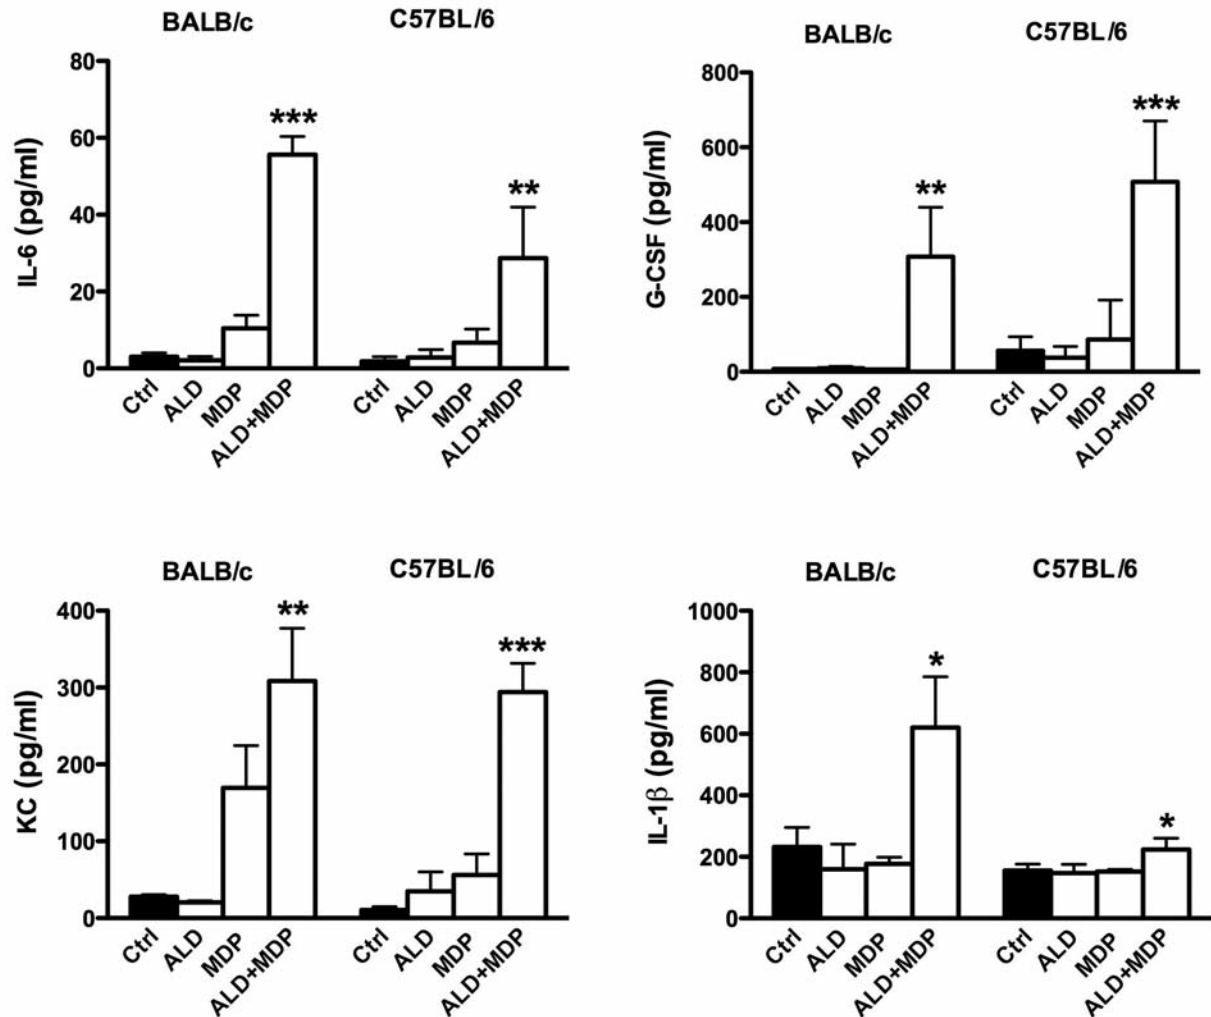 BALB/c C57BL/6
IL-6 (pg/ml)
80
60
40
20
0
***
**
Ctrl ALD MDP ALD+MDP Ctrl ALD MDP ALD+MDP
BALB/c C57BL/6
G-CSF (pg/ml)
800
600
400
200
0
**
***
Ctrl ALD MDP ALD+MDP Ctrl ALD MDP ALD+MDP
BALB/c C57BL/6
KC (pg/ml)
400
300
200
100
0
**
***
Ctrl ALD MDP ALD+MDP Ctrl ALD MDP ALD+MDP
BALB/c C57BL/6
IL-1β (pg/ml)
1000
800
600
400
200
0
*
*
Ctrl ALD MDP ALD+MDP Ctrl ALD MDP ALD+MDP